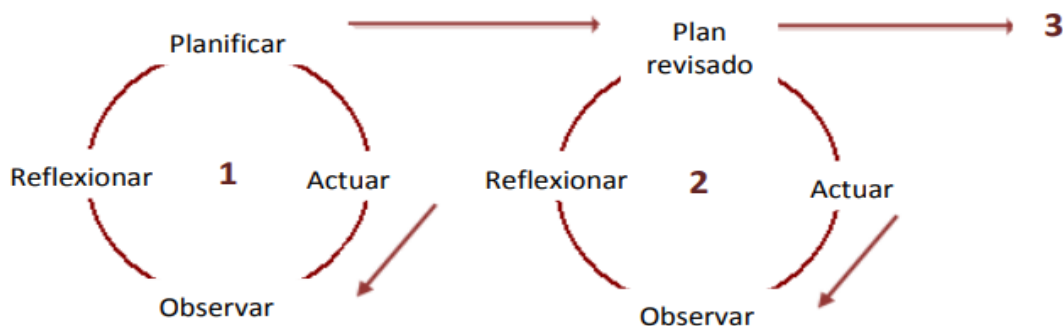 Planificar
Reflexionar
1
Actuar
Observar
Plan
revisado
Reflexionar
2
Actuar
Observar
3